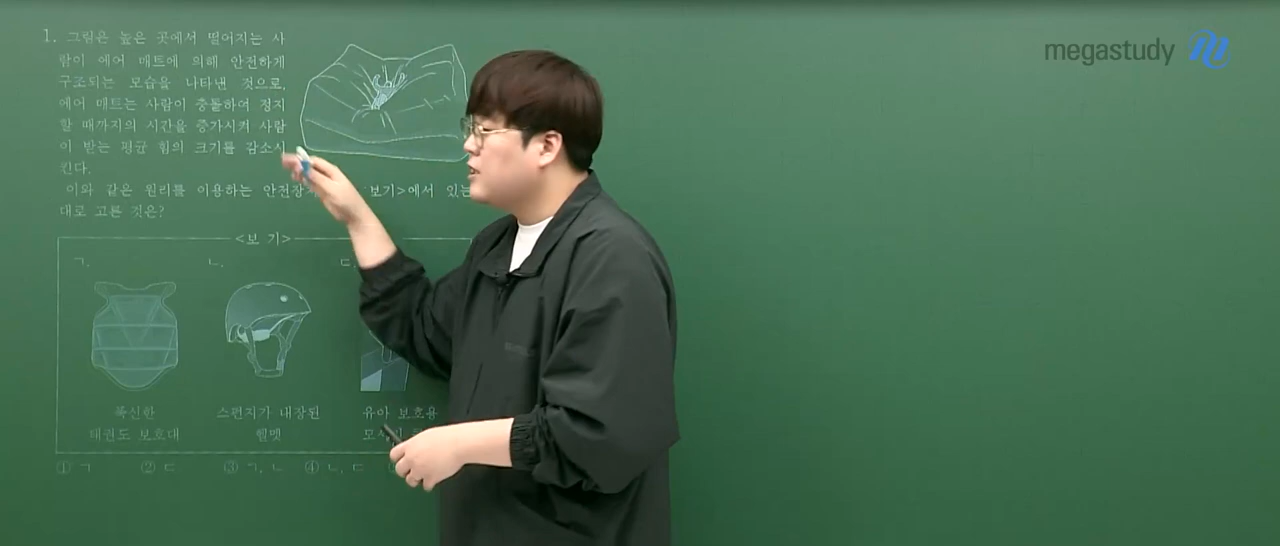 megastudy
1. 그림은 높은 곳에서 떨어지는 사
람이 에어 매트에 의해 안전하게
구조되는 모습을 나타낸 것으로,
에어 매트는 사람이 충돌하여 정지
할 때까지의 시간을 증가시켜 사람
이 받는 평균 힘의 크기를 감소시
킨다.
이와 같은 원리를 이용하는 안전장 보기>에서 있는
대로 고른 것은?
<보 기>
ㄱ. ㄴ. ㄷ.
푹신한 스펀지가 내장된 유아 보호용
태권도 보호대 헬멧 모서리
① ㄱ ② ㄷ ③ ㄱ, ㄴ ④ ㄴ, ㄷ